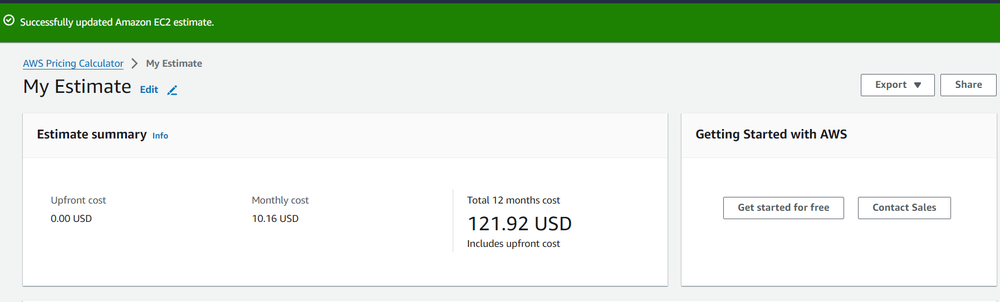 Successfully updated Amazon EC2 estimate.
AWS Pricing Calculator My Estimate
My Estimate Edit
Export Share
Estimate summary Info
Upfront cost
0.00 USD
Monthly cost
10.16 USD
Total 12 months cost
121.92 USD
Includes upfront cost
Getting Started with AWS
Get started for free Contact Sales